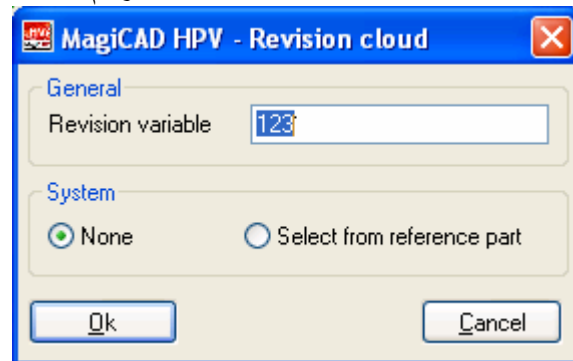 MagiCAD HPV - Revision cloud
General
Revision variable 123
System
None Select from reference part
Ok Cancel